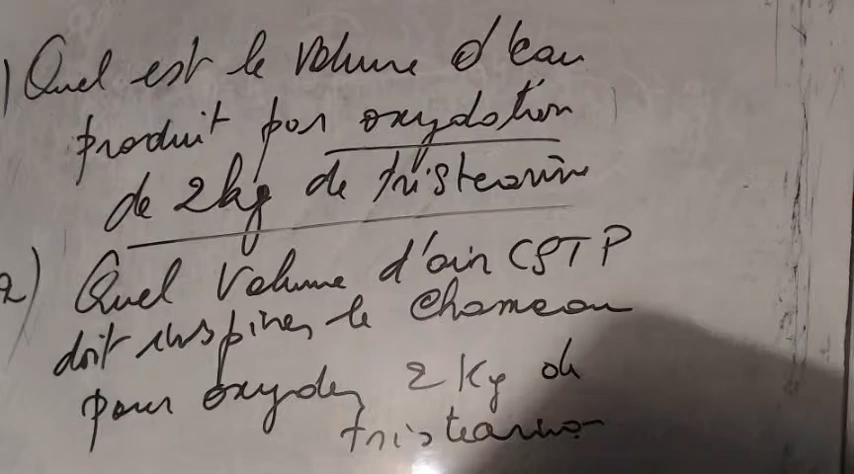 1) Quel est le volume d'eau
produit par oxydation
de 2kg de tristearine
2) Quel Volume d'air CSTP
doit inspirer le Chameau
pour oxyder 2 Kg de
tristearine